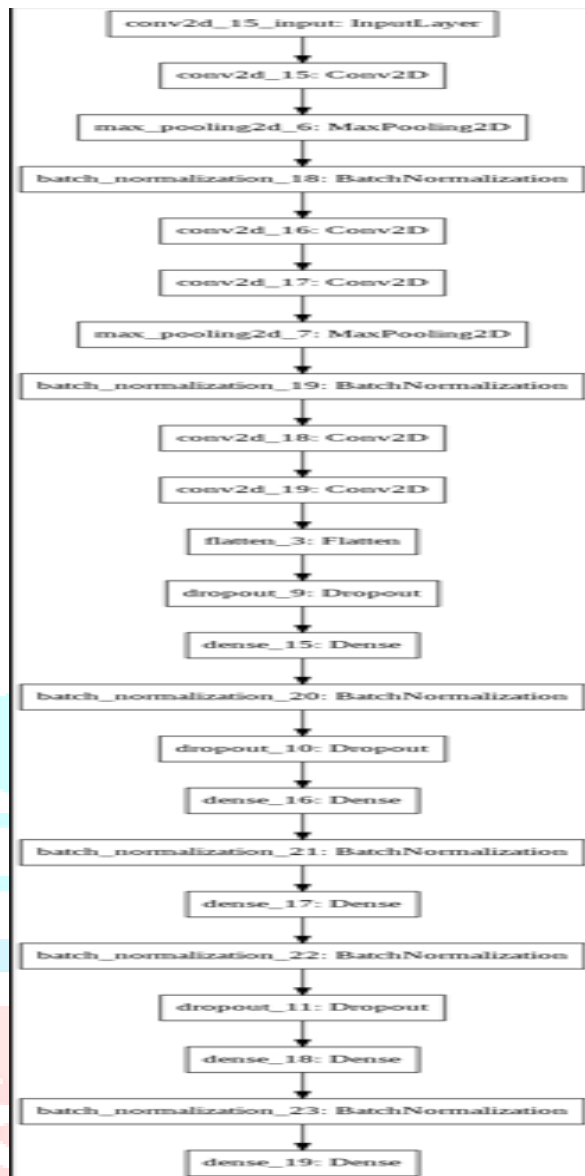 conv2d_15_input: InputLayer
conv2d_15: Conv2D
max_pooling2d_6: MaxPooling2D
batch_normalization_18: BatchNormalization
conv2d_16: Conv2D
conv2d_17: Conv2D
max_pooling2d_7: MaxPooling2D
batch_normalization_19: BatchNormalization
conv2d_18: Conv2D
conv2d_19: Conv2D
flatten_3: Flatten
dropout_9: Dropout
dense_15: Dense
batch_normalization_20: BatchNormalization
dropout_10: Dropout
dense_16: Dense
batch_normalization_21: BatchNormalization
dense_17: Dense
batch_normalization_22: BatchNormalization
dropout_11: Dropout
dense_18: Dense
batch_normalization_23: BatchNormalization
dense_19: Dense